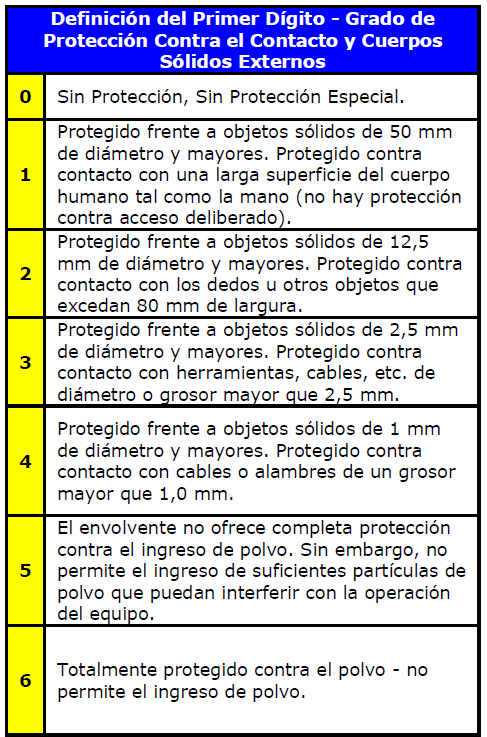 Definición del Primer Dígito - Grado de
Protección Contra el Contacto y Cuerpos
Sólidos Externos
0 Sin Protección, Sin Protección Especial.
1 Protegido frente a objetos sólidos de 50 mm
de diámetro y mayores. Protegido contra
contacto con una larga superficie del cuerpo
humano tal como la mano (no hay protección
contra acceso deliberado).
2 Protegido frente a objetos sólidos de 12,5
mm de diámetro y mayores. Protegido contra
contacto con los dedos u otros objetos que
excedan 80 mm de largura.
3 Protegido frente a objetos sólidos de 2,5 mm
de diámetro y mayores. Protegido contra
contacto con herramientas, cables, etc. de
diámetro o grosor mayor que 2,5 mm.
4 Protegido frente a objetos sólidos de 1 mm
de diámetro y mayores. Protegido contra
contacto con cables o alambres de un grosor
mayor que 1,0 mm.
5 El envolvente no ofrece completa protección
contra el ingreso de polvo. Sin embargo, no
permite el ingreso de suficientes partículas de
polvo que puedan interferir con la operación
del equipo.
6 Totalmente protegido contra el polvo - no
permite el ingreso de polvo.